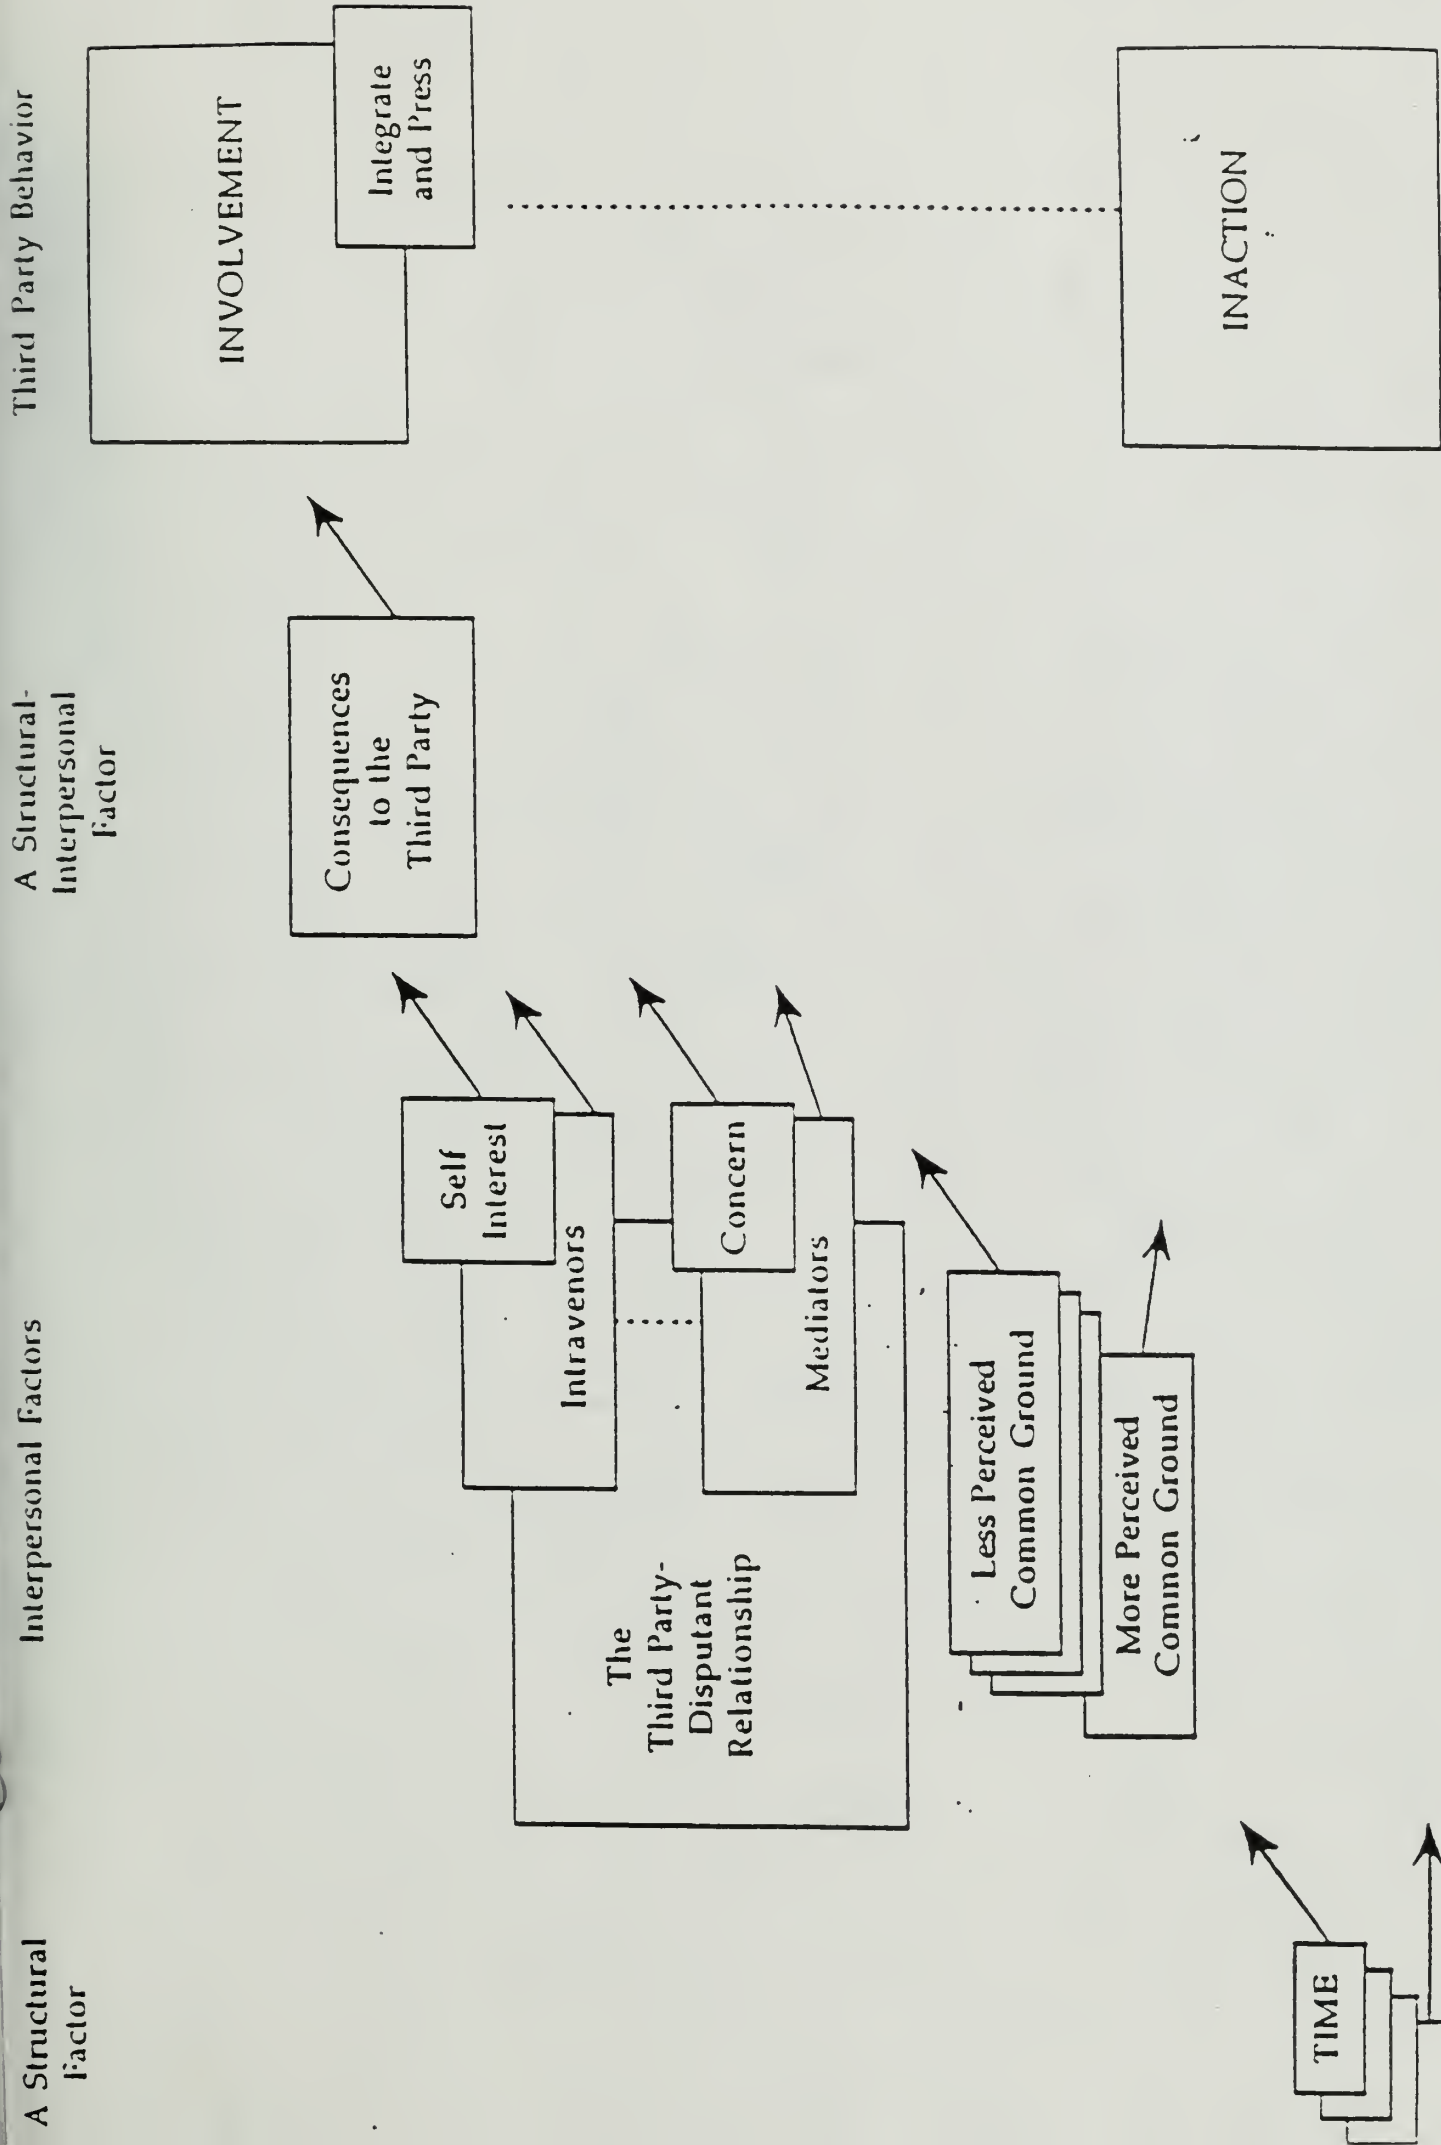 A Structural
Factor
Interpersonal Factors
A Structural-
Interpersonal
Factor
Third Party Behavior
TIME
The
Third Party-
Disputant
Relationship
Intravenors
Self
Interest
Mediators
Concern
Less Perceived
Common Ground
More Perceived
Common Ground
Consequences
to the
Third Party
INVOLVEMENT
Integrate
and Press
INACTION